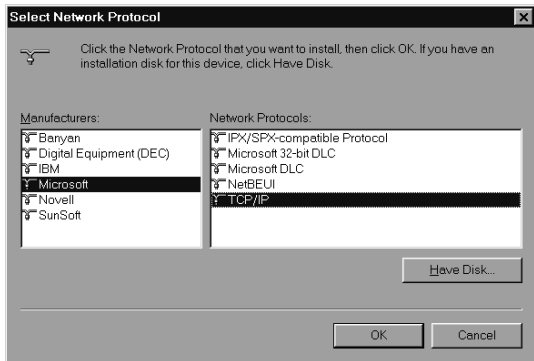 Select Network Protocol
Click the Network Protocol that you want to install, then click OK. If you have an
installation disk for this device, click Have Disk.
Manufacturers:
Banyan
Digital Equipment (DEC)
IBM
Microsoft
Novell
SunSoft
Network Protocols:
IPX/SPX-compatible Protocol
Microsoft 32-bit DLC
Microsoft DLC
NetBEUI
TCP/IP
Have Disk...
OK
Cancel